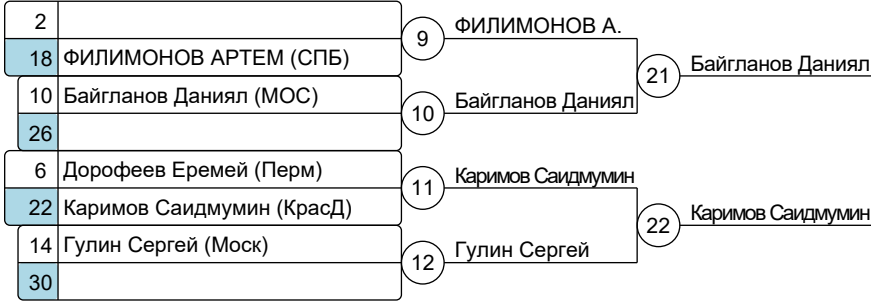 2
18 ФИЛИМОНОВ АРТЕМ (СПБ)
9
ФИЛИМОНОВ А.
10 Байгланов Даниял (МОС)
26
10
Байгланов Даниял
21
Байгланов Даниял
6 Дорофеев Еремей (Перм)
22 Каримов Саидмумин (КрасД)
11
Каримов Саидмумин
14 Гулин Сергей (Моск)
30
12
Гулин Сергей
22
Каримов Саидмумин